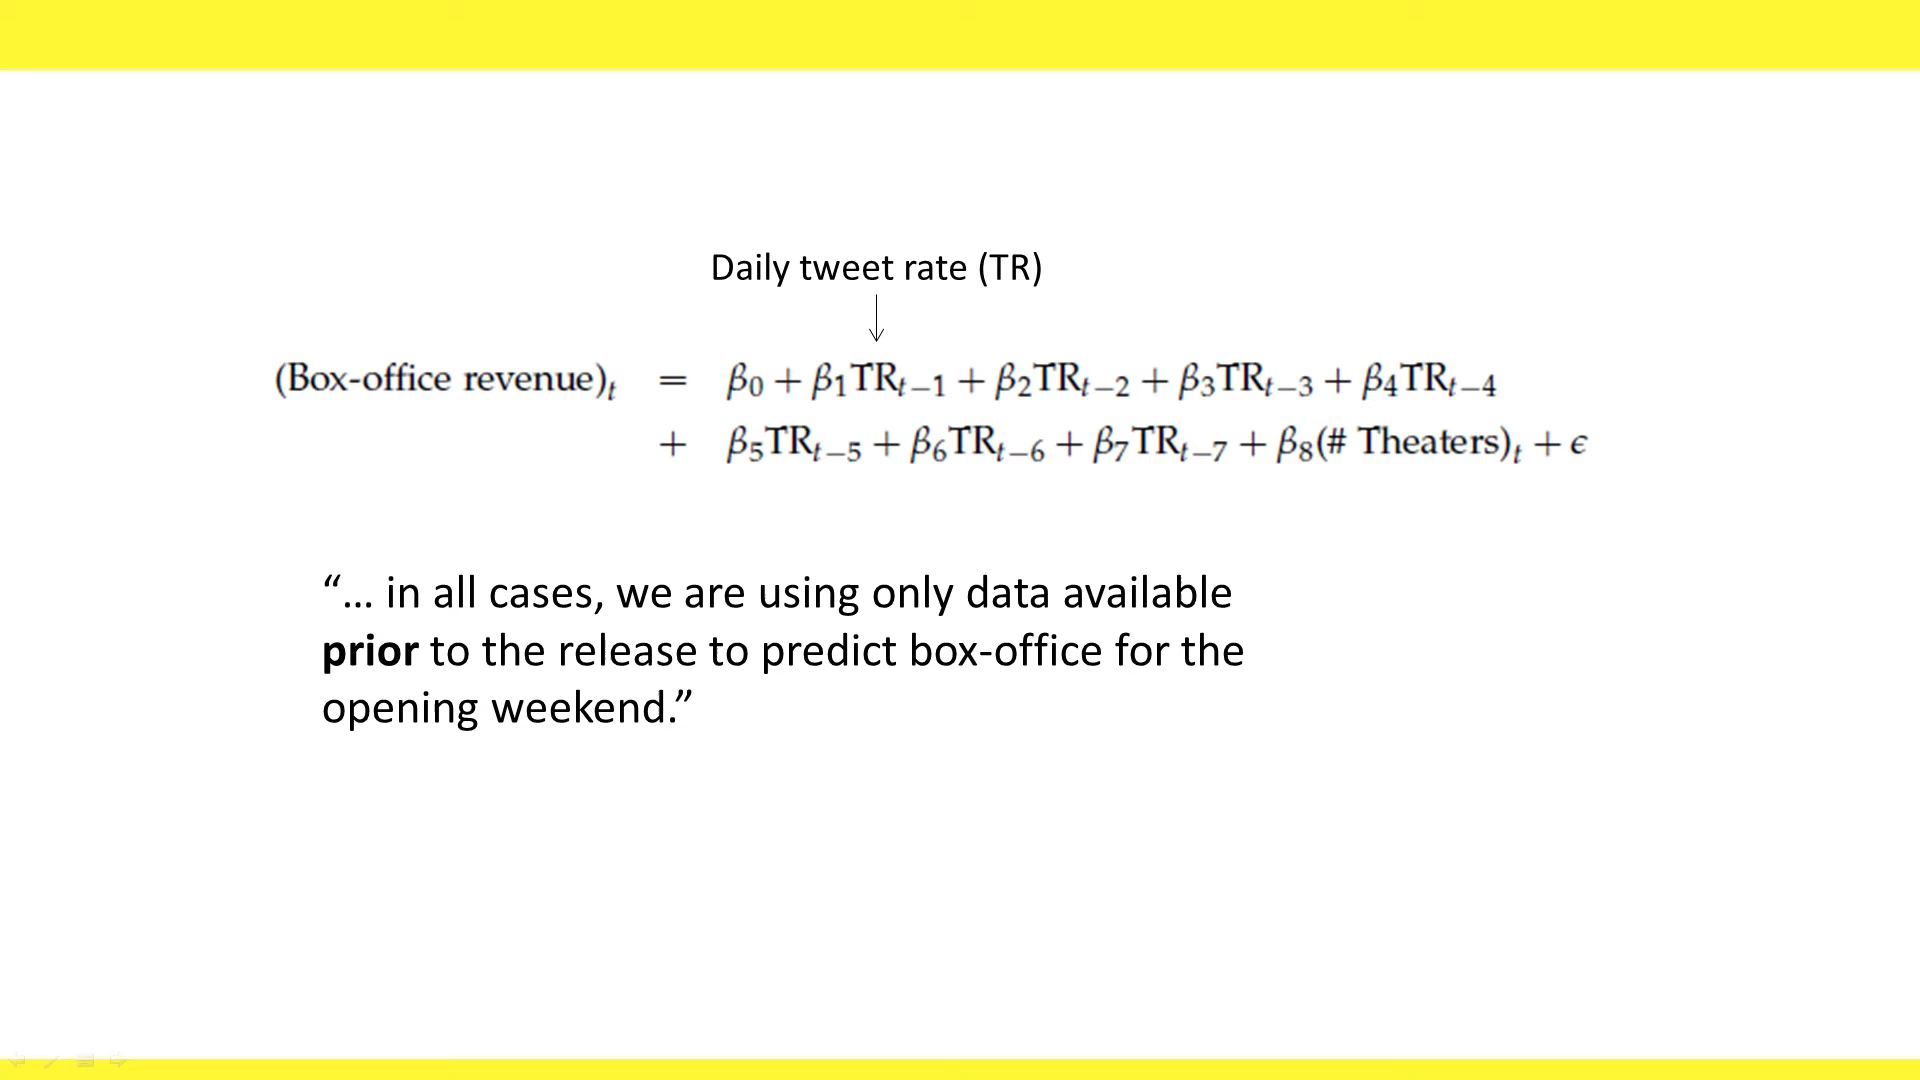 Daily tweet rate (TR)
(Box-office revenue)ₜ = β₀ + β₁TRₜ₋₁ + β₂TRₜ₋₂ + β₃TRₜ₋₃ + β₄TRₜ₋₄
+ β₅TRₜ₋₅ + β₆TRₜ₋₆ + β₇TRₜ₋₇ + β₈(# Theaters)ₜ + ϵ
“… in all cases, we are using only data available
prior to the release to predict box-office for the
opening weekend.”